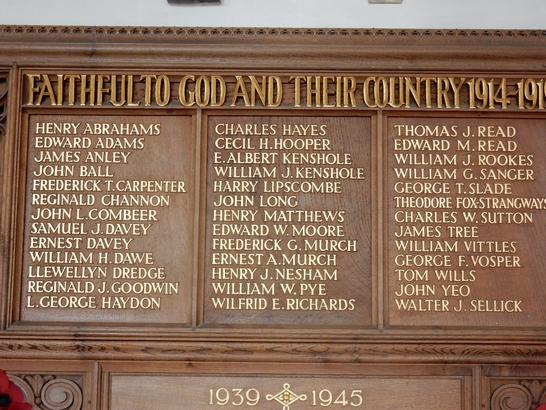 FAITHFUL TO GOD AND THEIR COUNTRY 1914-191
HENRY ABRAHAMS
EDWARD ADAMS
JAMES ANLEY
JOHN BALL
FREDERICK T. CARPENTER
REGINALD CHANNON
JOHN L. COMBEER
SAMUEL J. DAVEY
ERNEST DAVEY
WILLIAM H. DAWE
LLEWELLYN DREDGE
REGINALD J. GOODWIN
L. GEORGE HAYDON
CHARLES HAYES
CECIL H. HOOPER
E. ALBERT KENSHOLE
WILLIAM J. KENSHOLE
HARRY LIPSCOMBE
JOHN LONG
HENRY MATTHEWS
EDWARD W. MOORE
FREDERICK G. MURCH
ERNEST A. MURCH
HENRY J. NESHAM
WILLIAM W. PYE
WILFRID E. RICHARDS
THOMAS J. READ
EDWARD M. READ
WILLIAM J. ROOKES
WILLIAM G. SANGER
GEORGE T. SLADE
THEODORE FOX-STRANGWAYS
CHARLES W. SUTTON
JAMES TREE
WILLIAM VITTLES
GEORGE F. VOSPER
TOM WILLS
JOHN YEO
WALTER J. SELLICK
1939 1945